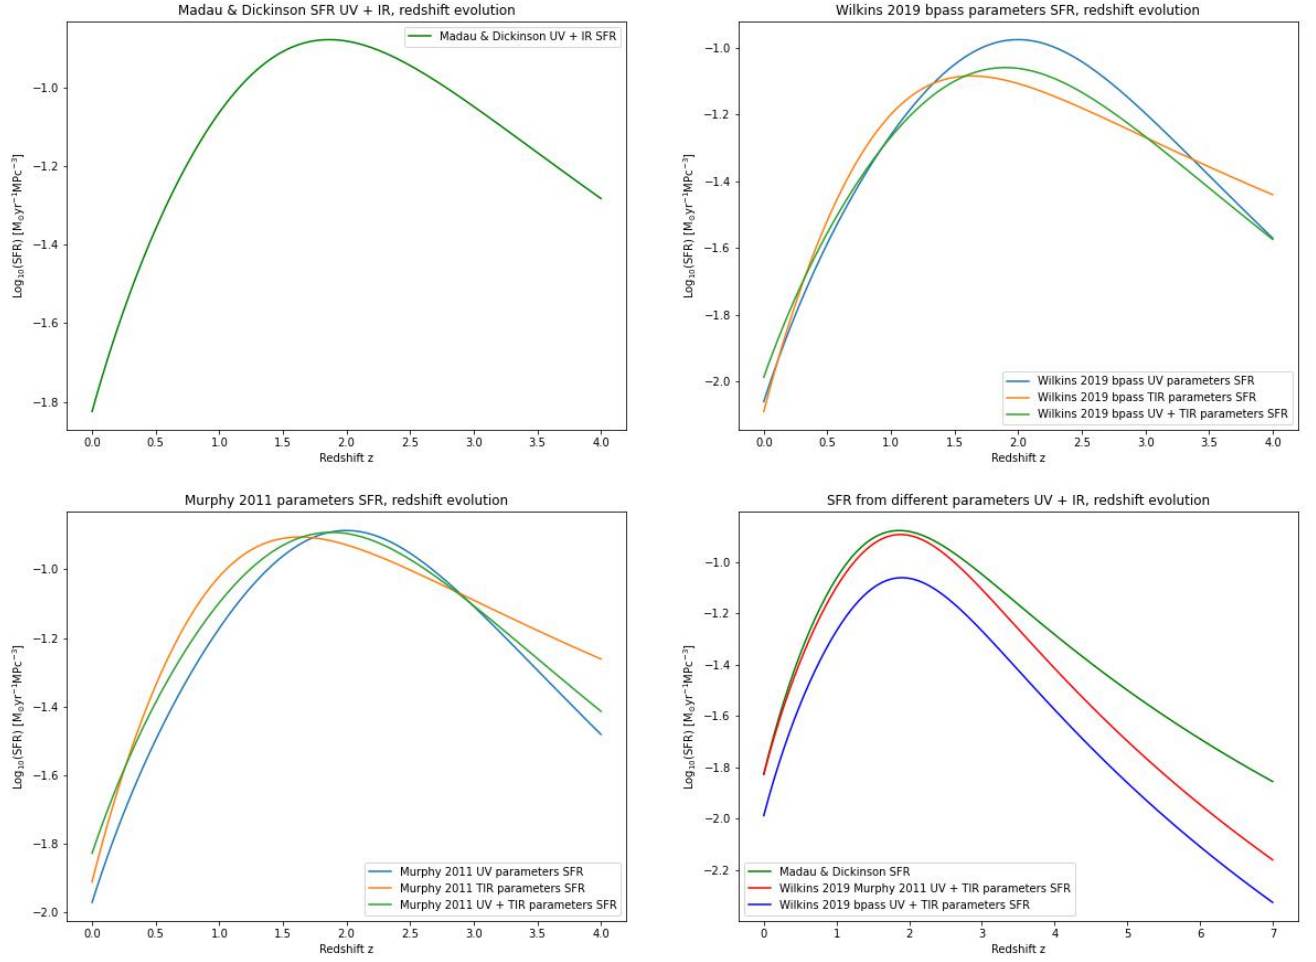 Madau & Dickinson SFR UV + IR, redshift evolution
Madau & Dickinson UV + IR SFR
Log₁₀(SFR) [M⊙yr⁻¹MPc⁻³]
−1.0
−1.2
−1.4
−1.6
−1.8
0.0 0.5 1.0 1.5 2.0 2.5 3.0 3.5 4.0
Redshift z
Wilkins 2019 bpass parameters SFR, redshift evolution
Log₁₀(SFR) [M⊙yr⁻¹MPc⁻³]
−1.0
−1.2
−1.4
−1.6
−1.8
−2.0
Wilkins 2019 bpass UV parameters SFR
Wilkins 2019 bpass TIR parameters SFR
Wilkins 2019 bpass UV + TIR parameters SFR
0.0 0.5 1.0 1.5 2.0 2.5 3.0 3.5 4.0
Redshift z
Murphy 2011 parameters SFR, redshift evolution
Log₁₀(SFR) [M⊙yr⁻¹MPc⁻³]
−1.0
−1.2
−1.4
−1.6
−1.8
−2.0
Murphy 2011 UV parameters SFR
Murphy 2011 TIR parameters SFR
Murphy 2011 UV + TIR parameters SFR
0.0 0.5 1.0 1.5 2.0 2.5 3.0 3.5 4.0
Redshift z
SFR from different parameters UV + IR, redshift evolution
Log₁₀(SFR) [M⊙yr⁻¹MPc⁻³]
−1.0
−1.2
−1.4
−1.6
−1.8
−2.0
−2.2
Madau & Dickinson SFR
Wilkins 2019 Murphy 2011 UV + TIR parameters SFR
Wilkins 2019 bpass UV + TIR parameters SFR
0 1 2 3 4 5 6 7
Redshift z